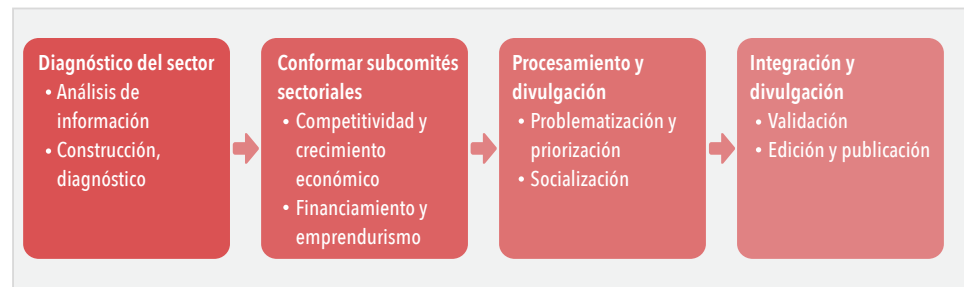 Diagnóstico del sector
• Análisis de
información
• Construcción,
diagnóstico
Conformar subcomités
sectoriales
• Competitividad y
crecimiento
económico
• Financiamiento y
emprendurismo
Procesamiento y
divulgación
• Problematización y
priorización
• Socialización
Integración y
divulgación
• Validación
• Edición y publicación